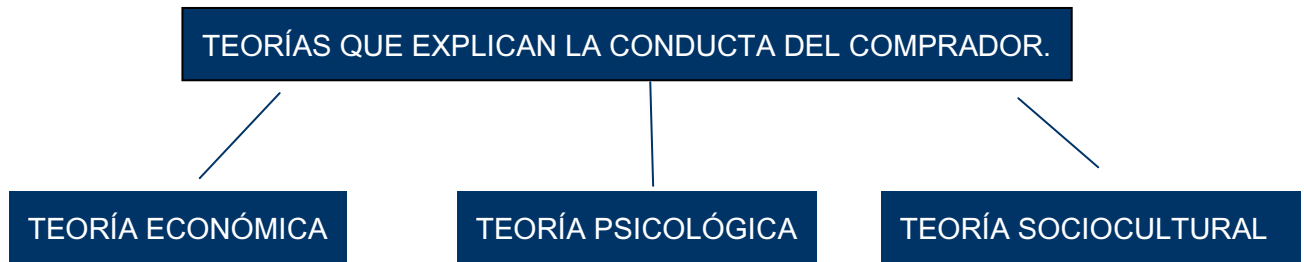 TEORÍAS QUE EXPLICAN LA CONDUCTA DEL COMPRADOR.
TEORÍA ECONÓMICA
TEORÍA PSICOLÓGICA
TEORÍA SOCIOCULTURAL